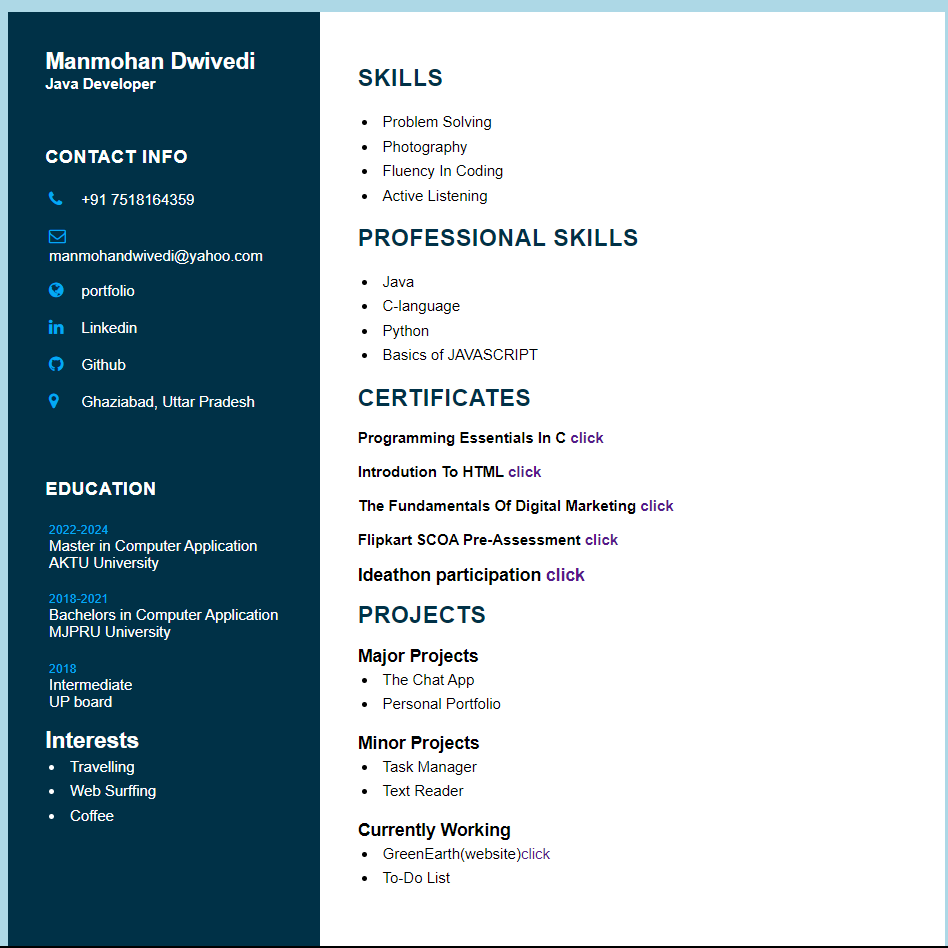 Manmohan Dwivedi
Java Developer
CONTACT INFO
+91 7518164359
manmohandwivedi@yahoo.com
portfolio
Linkedin
Github
Ghaziabad, Uttar Pradesh
EDUCATION
2022-2024
Master in Computer Application
AKTU University
2018-2021
Bachelors in Computer Application
MJPRU University
2018
Intermediate
UP board
Interests
Travelling
Web Surffing
Coffee
SKILLS
Problem Solving
Photography
Fluency In Coding
Active Listening
PROFESSIONAL SKILLS
Java
C-language
Python
Basics of JAVASCRIPT
CERTIFICATES
Programming Essentials In C click
Introdution To HTML click
The Fundamentals Of Digital Marketing click
Flipkart SCOA Pre-Assessment click
Ideathon participation click
PROJECTS
Major Projects
The Chat App
Personal Portfolio
Minor Projects
Task Manager
Text Reader
Currently Working
GreenEarth(website)click
To-Do List